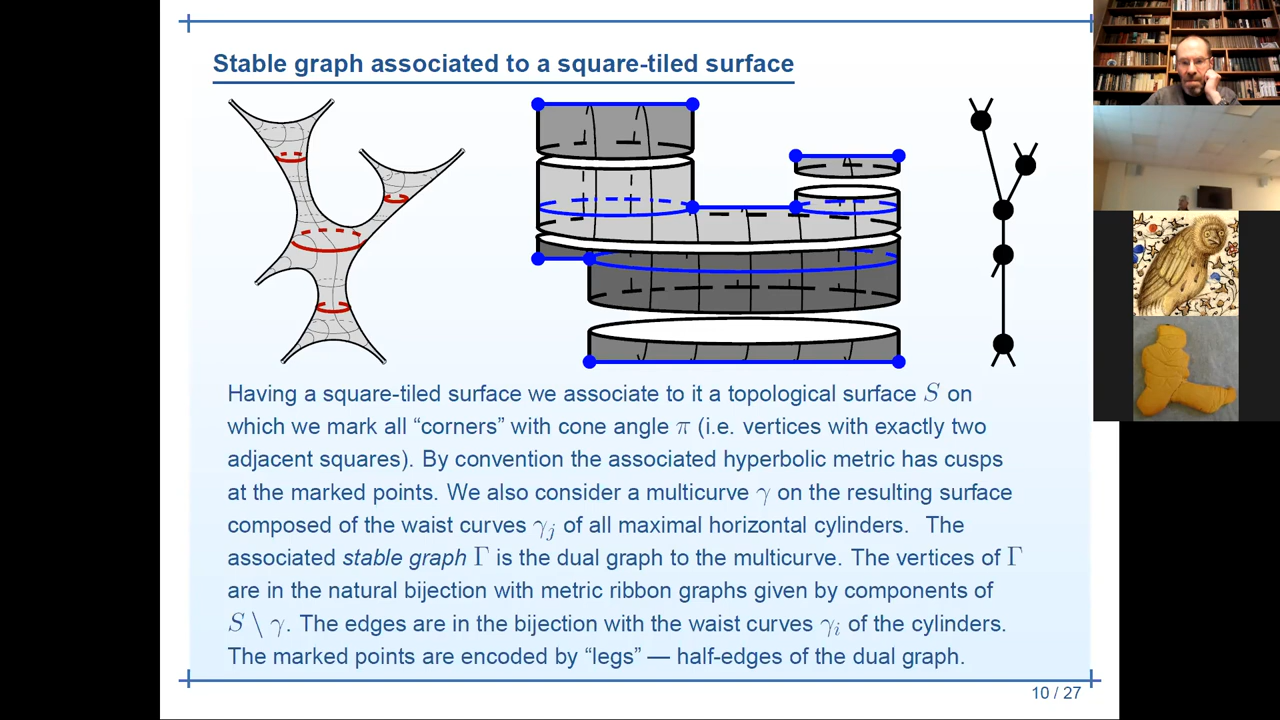 Stable graph associated to a square-tiled surface
Having a square-tiled surface we associate to it a topological surface S on
which we mark all “corners” with cone angle π (i.e. vertices with exactly two
adjacent squares). By convention the associated hyperbolic metric has cusps
at the marked points. We also consider a multicurve γ on the resulting surface
composed of the waist curves γj of all maximal horizontal cylinders. The
associated stable graph Γ is the dual graph to the multicurve. The vertices of Γ
are in the natural bijection with metric ribbon graphs given by components of
S \ γ. The edges are in the bijection with the waist curves γi of the cylinders.
The marked points are encoded by “legs” — half-edges of the dual graph.
10 / 27